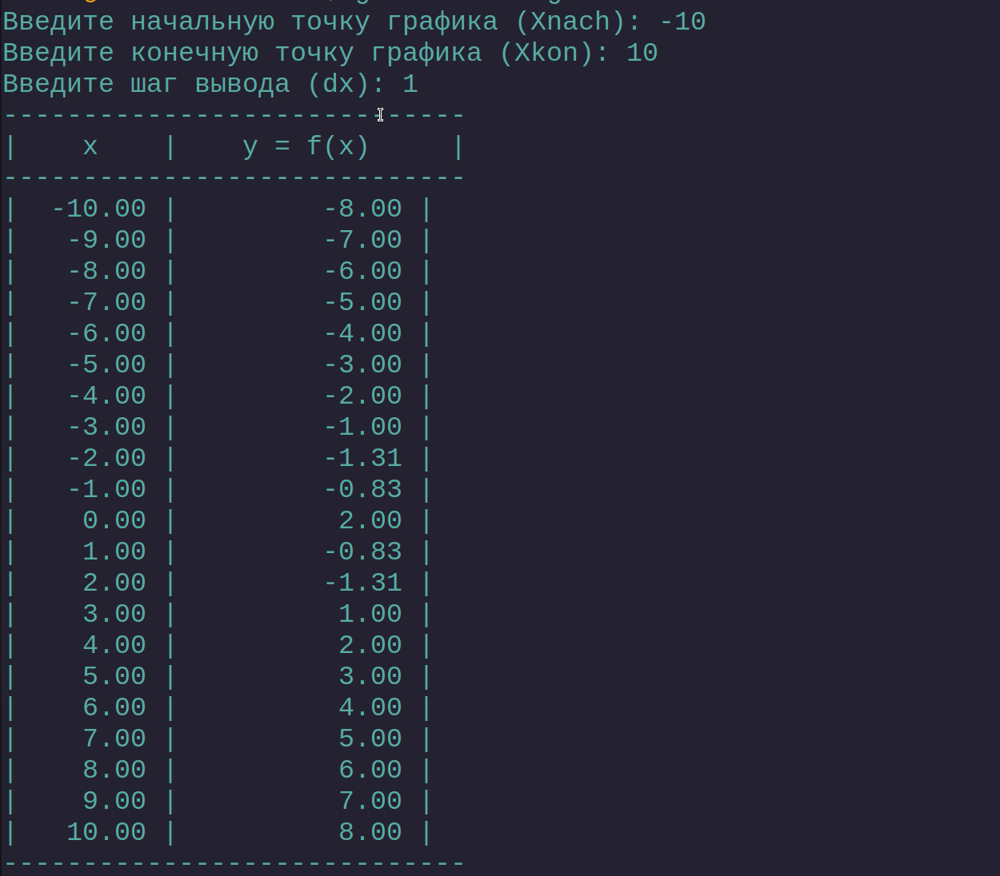 Введите начальную точку графика (Xnach): -10
Введите конечную точку графика (Xkon): 10
Введите шаг вывода (dx): 1
-----------------------------
|    x    |    y = f(x)     |
-----------------------------
|  -10.00 |         -8.00 |
|   -9.00 |         -7.00 |
|   -8.00 |         -6.00 |
|   -7.00 |         -5.00 |
|   -6.00 |         -4.00 |
|   -5.00 |         -3.00 |
|   -4.00 |         -2.00 |
|   -3.00 |         -1.00 |
|   -2.00 |         -1.31 |
|   -1.00 |         -0.83 |
|    0.00 |          2.00 |
|    1.00 |         -0.83 |
|    2.00 |         -1.31 |
|    3.00 |          1.00 |
|    4.00 |          2.00 |
|    5.00 |          3.00 |
|    6.00 |          4.00 |
|    7.00 |          5.00 |
|    8.00 |          6.00 |
|    9.00 |          7.00 |
|   10.00 |          8.00 |
-----------------------------